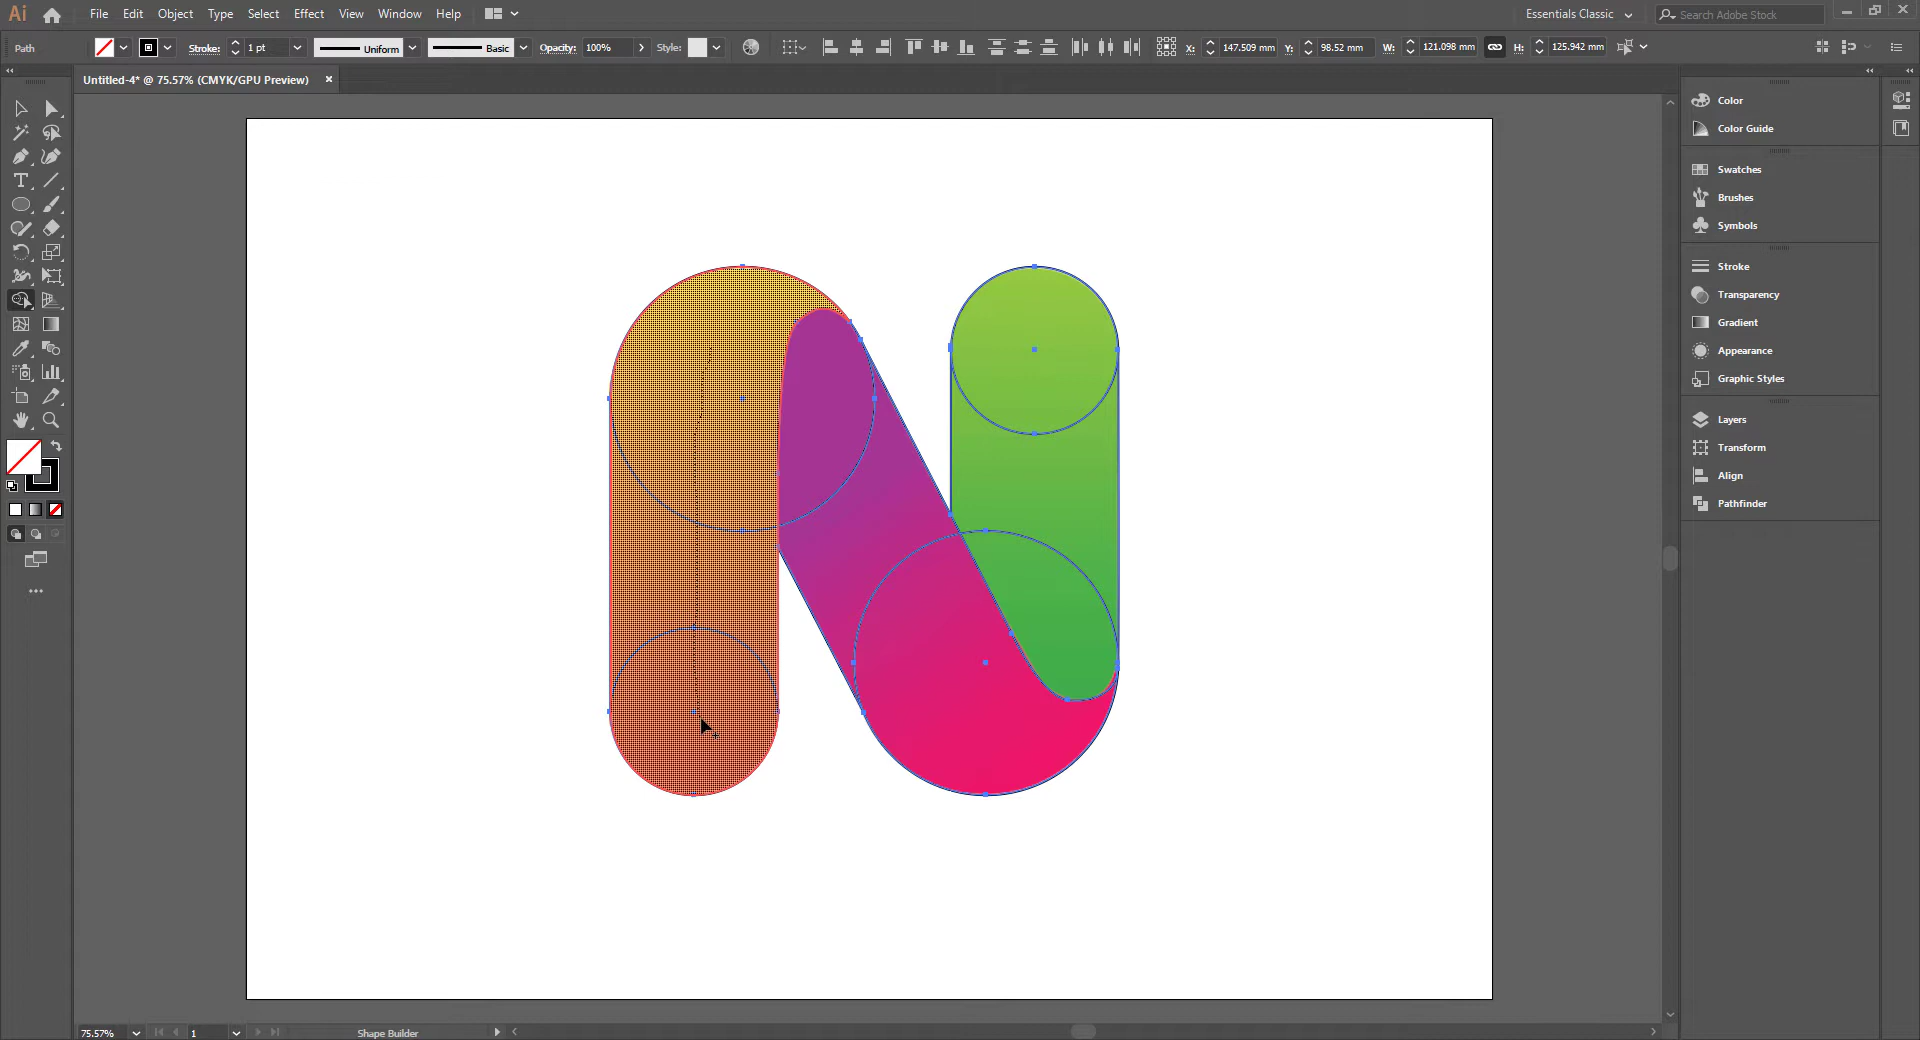 Ai File Edit Object Type Select Effect View Window Help Essentials Classic Search Adobe Stock
Path Stroke: 1 pt Uniform Basic Opacity: 100% Style: X: 147.509 mm Y: 98.52 mm W: 121.098 mm H: 125.942 mm
Untitled-4* @ 75.57% (CMYK/GPU Preview)
Color
Color Guide
Swatches
Brushes
Symbols
Stroke
Transparency
Gradient
Appearance
Graphic Styles
Layers
Transform
Align
Pathfinder
75.57% 1 Shape Builder